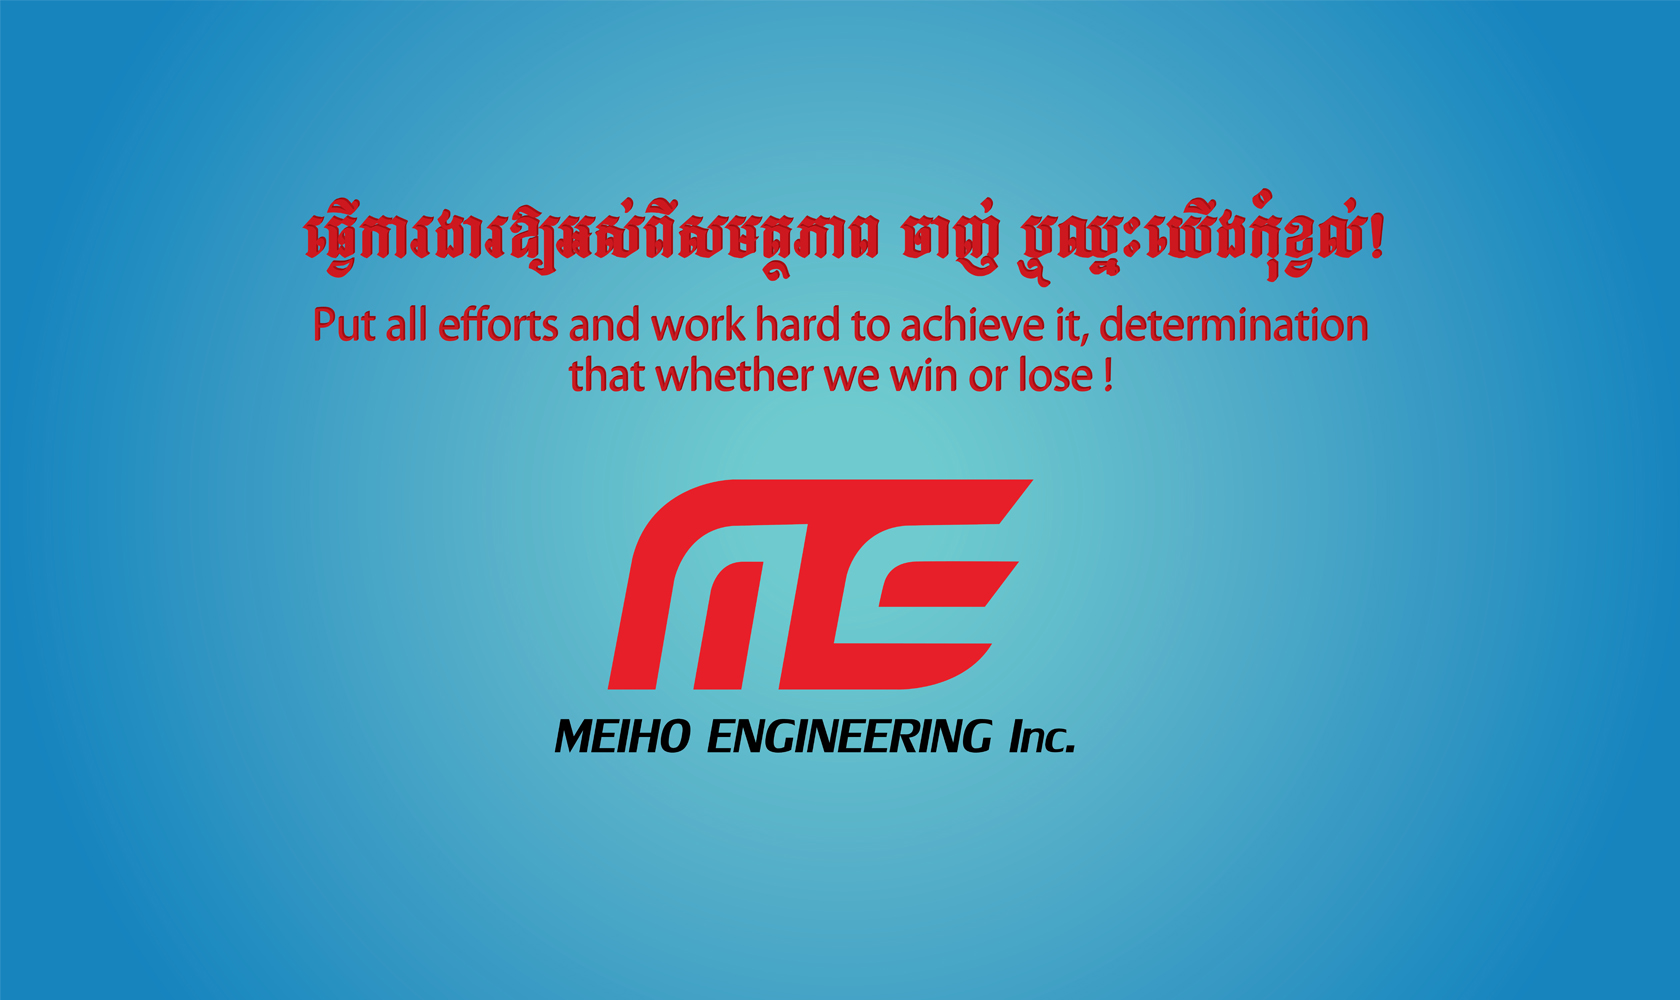 ធ្វើការងារឱ្យអស់ពីសមត្ថភាព ចាញ់ ឬឈ្នះយើងកុំខ្វល់!
Put all efforts and work hard to achieve it, determination
that whether we win or lose !
ME
MEIHO ENGINEERING Inc.